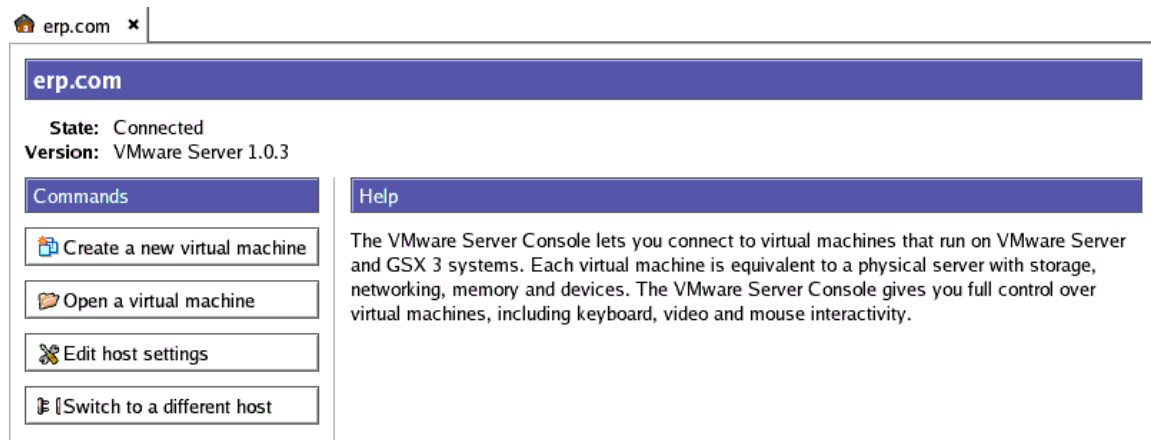 erp.com
erp.com
State: Connected
Version: VMware Server 1.0.3
Commands
Create a new virtual machine
Open a virtual machine
Edit host settings
Switch to a different host
Help
The VMware Server Console lets you connect to virtual machines that run on VMware Server
and GSX 3 systems. Each virtual machine is equivalent to a physical server with storage,
networking, memory and devices. The VMware Server Console gives you full control over
virtual machines, including keyboard, video and mouse interactivity.